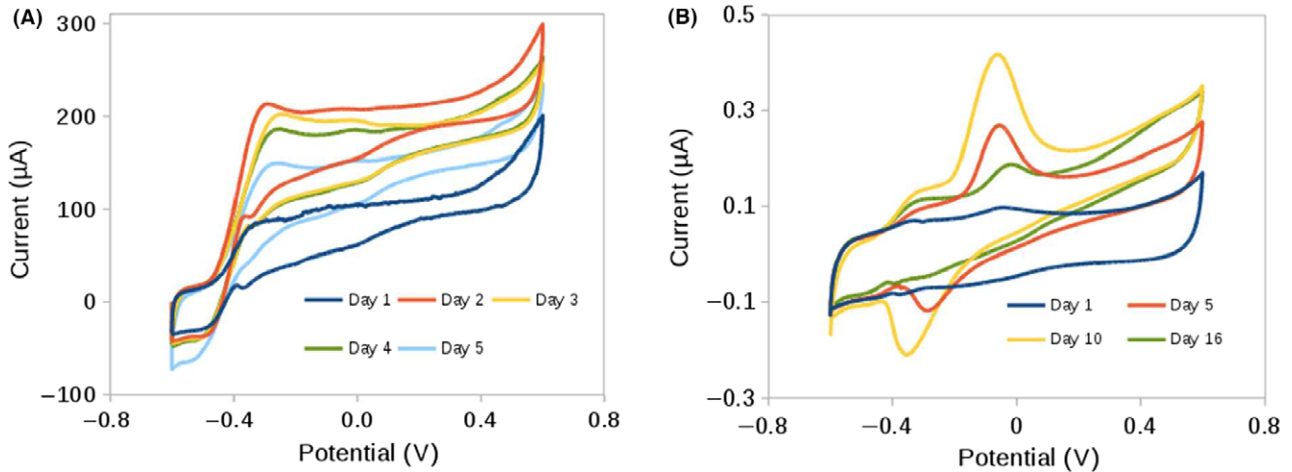 (A)
300
200
100
0
−100
Current (µA)
−0.8
−0.4
0.0
0.4
0.8
Potential (V)
Day 1
Day 2
Day 3
Day 4
Day 5
(B)
0.5
0.3
0.1
−0.1
−0.3
Current (µA)
−0.8
−0.4
0
0.4
0.8
Potential (V)
Day 1
Day 5
Day 10
Day 16